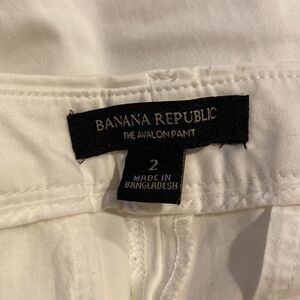 BANANA REPUBLIC
THE AVALON PANT
2
MADE IN
BANGLADESH